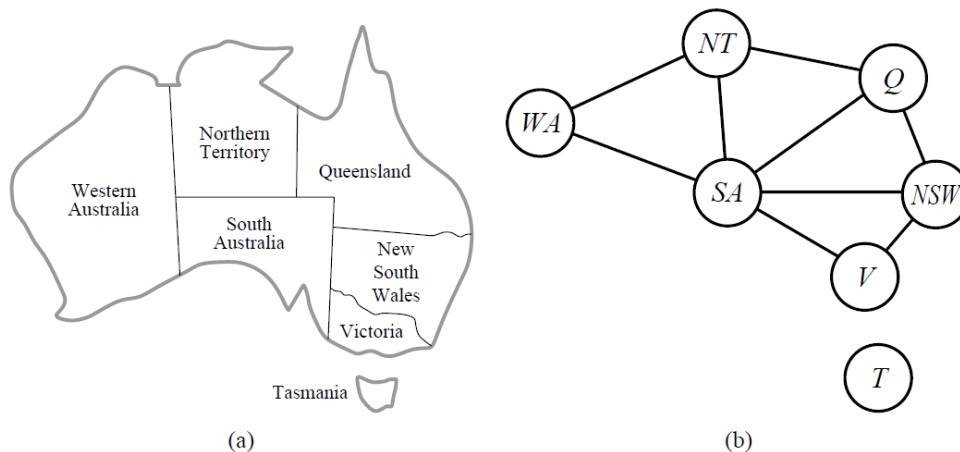 Northern
Territory
Western
Australia
Queensland
South
Australia
New
South
Wales
Victoria
Tasmania
(a)
NT
Q
WA
SA
NSW
V
T
(b)